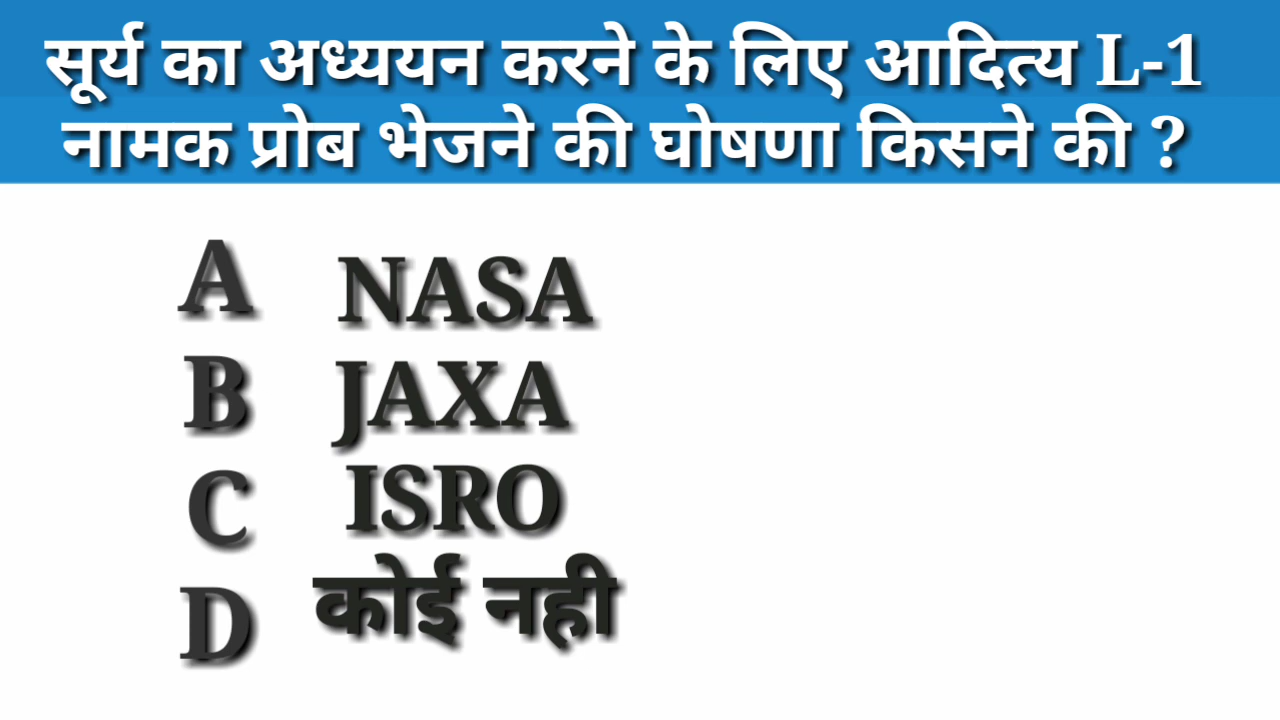 सूर्य का अध्ययन करने के लिए आदित्य L-1
नामक प्रोब भेजने की घोषणा किसने की ?
A NASA
B JAXA
C ISRO
D कोई नही